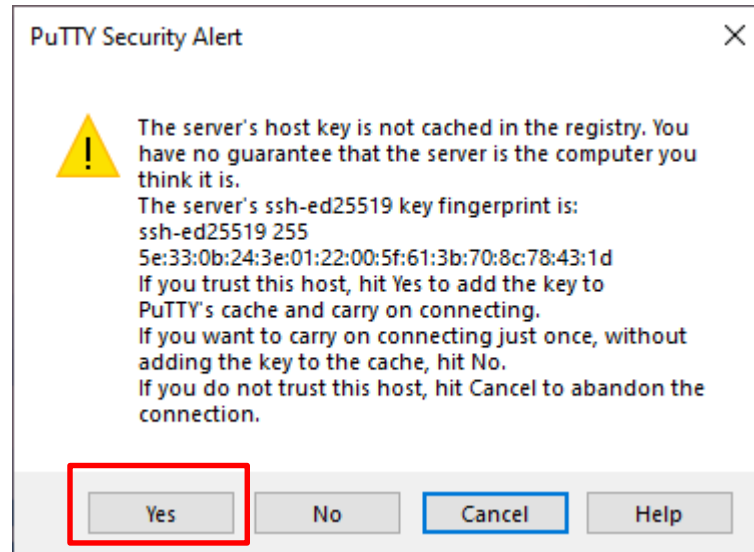 PuTTY Security Alert
The server's host key is not cached in the registry. You
have no guarantee that the server is the computer you
think it is.
The server's ssh-ed25519 key fingerprint is:
ssh-ed25519 255
5e:33:0b:24:3e:01:22:00:5f:61:3b:70:8c:78:43:1d
If you trust this host, hit Yes to add the key to
PuTTY's cache and carry on connecting.
If you want to carry on connecting just once, without
adding the key to the cache, hit No.
If you do not trust this host, hit Cancel to abandon the
connection.
Yes No Cancel Help